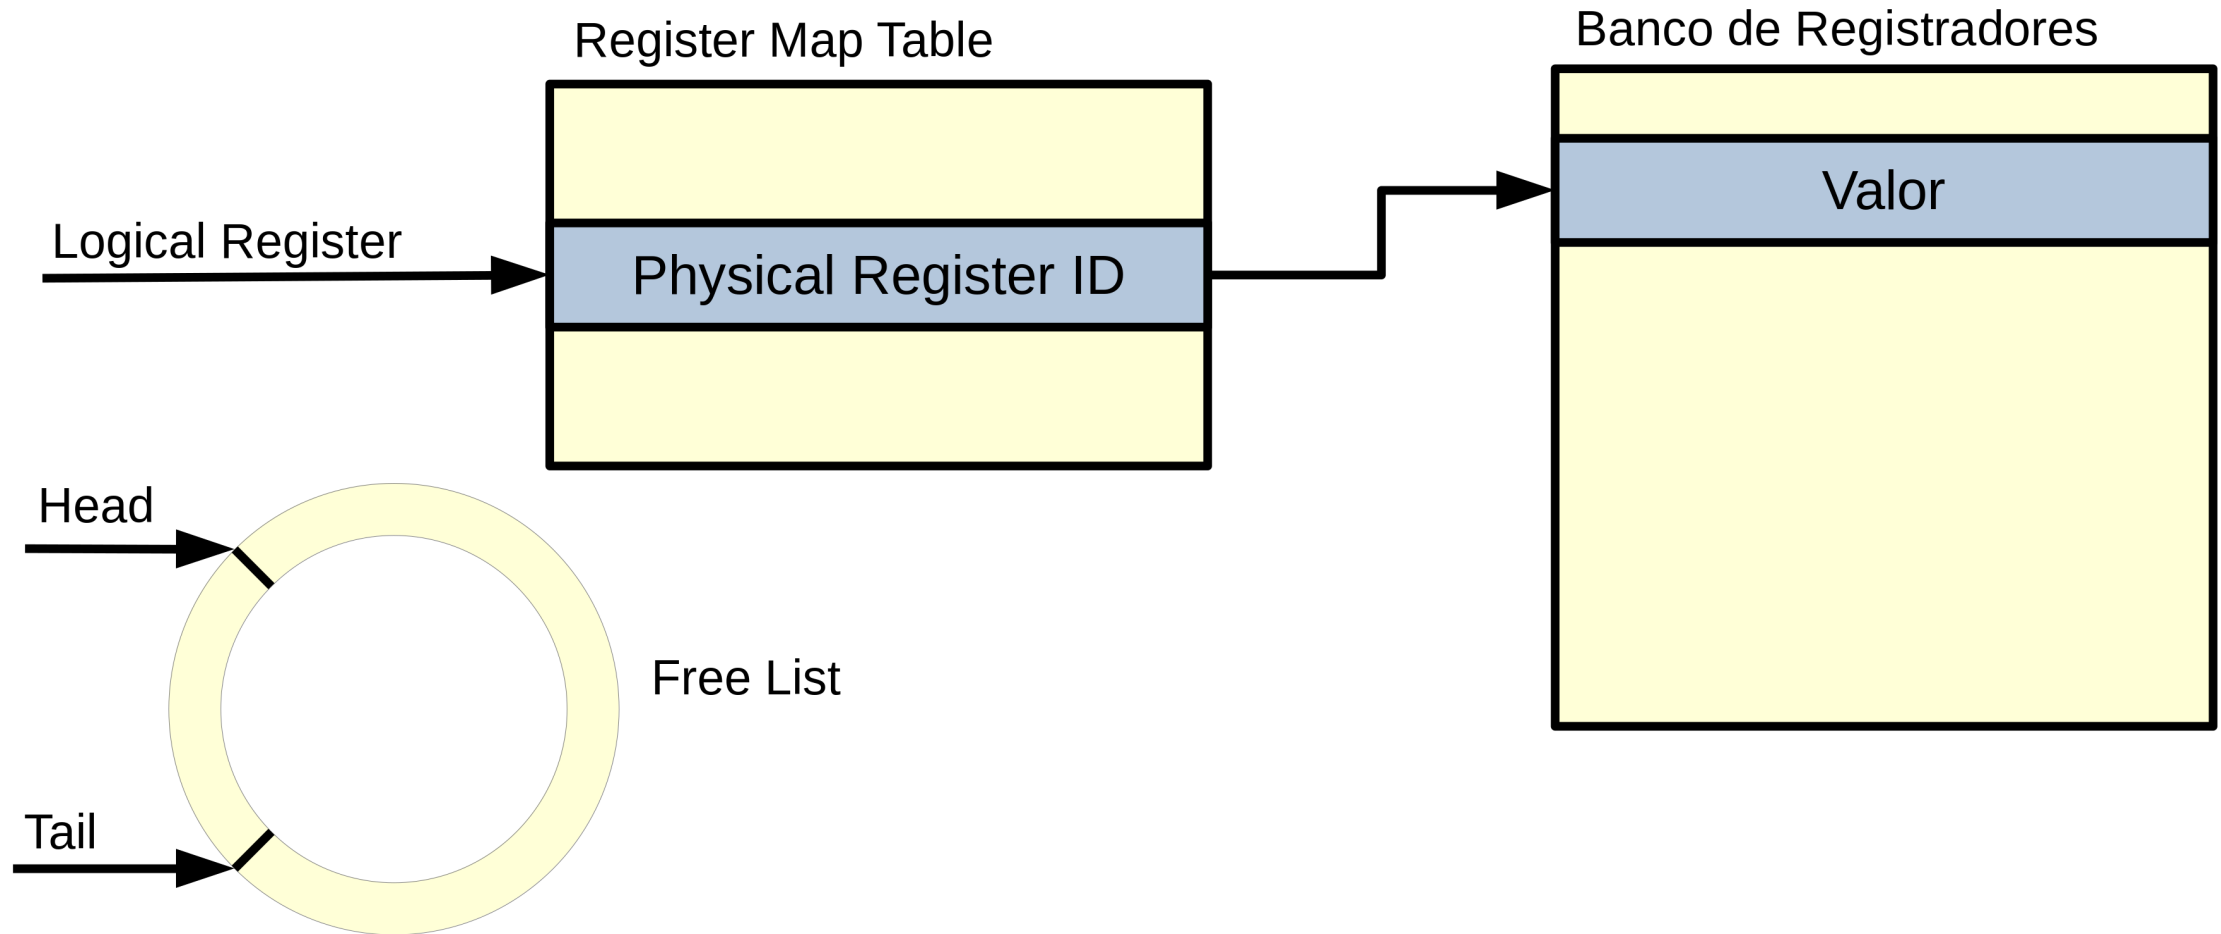 Register Map Table
Banco de Registradores
Valor
Logical Register
Physical Register ID
Head
Free List
Tail